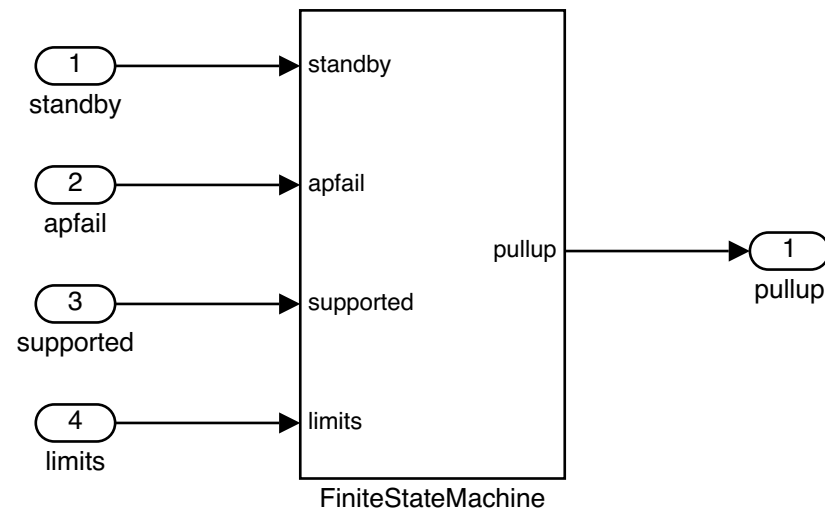 1
standby
standby
2
apfail
apfail
3
supported
supported
4
limits
limits
pullup
1
pullup
FiniteStateMachine